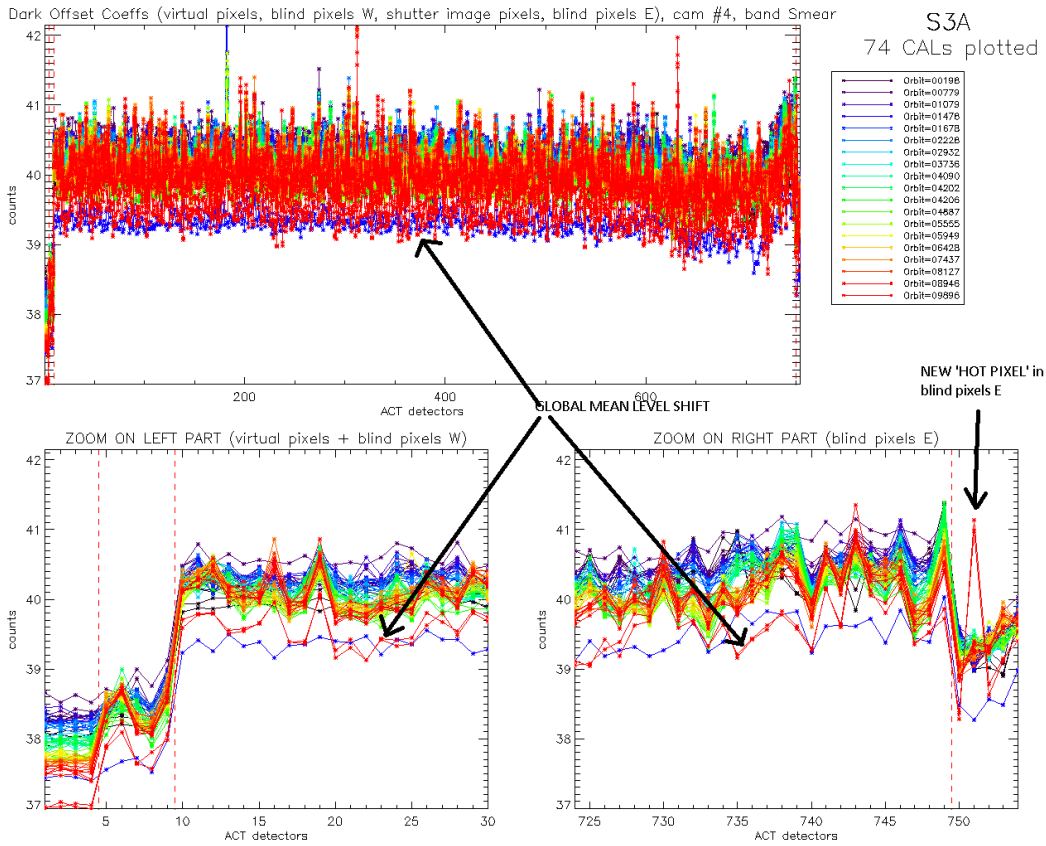 Dark Offset Coeffs (virtual pixels, blind pixels W, shutter image pixels, blind pixels E), cam #4, band Smear
S3A
74 CALs plotted
42
41
40
39
38
37
counts
200
400
600
ACT detectors
Orbit=00198
Orbit=00779
Orbit=01079
Orbit=01476
Orbit=01678
Orbit=02228
Orbit=02932
Orbit=03736
Orbit=04090
Orbit=04202
Orbit=04206
Orbit=04887
Orbit=05555
Orbit=05949
Orbit=06428
Orbit=07437
Orbit=08127
Orbit=08946
Orbit=09896
NEW 'HOT PIXEL' in
blind pixels E
GLOBAL MEAN LEVEL SHIFT
ZOOM ON LEFT PART (virtual pixels + blind pixels W)
42
41
40
39
38
37
counts
5
10
15
20
25
30
ACT detectors
ZOOM ON RIGHT PART (blind pixels E)
42
41
40
39
38
37
counts
725
730
735
740
745
750
ACT detectors